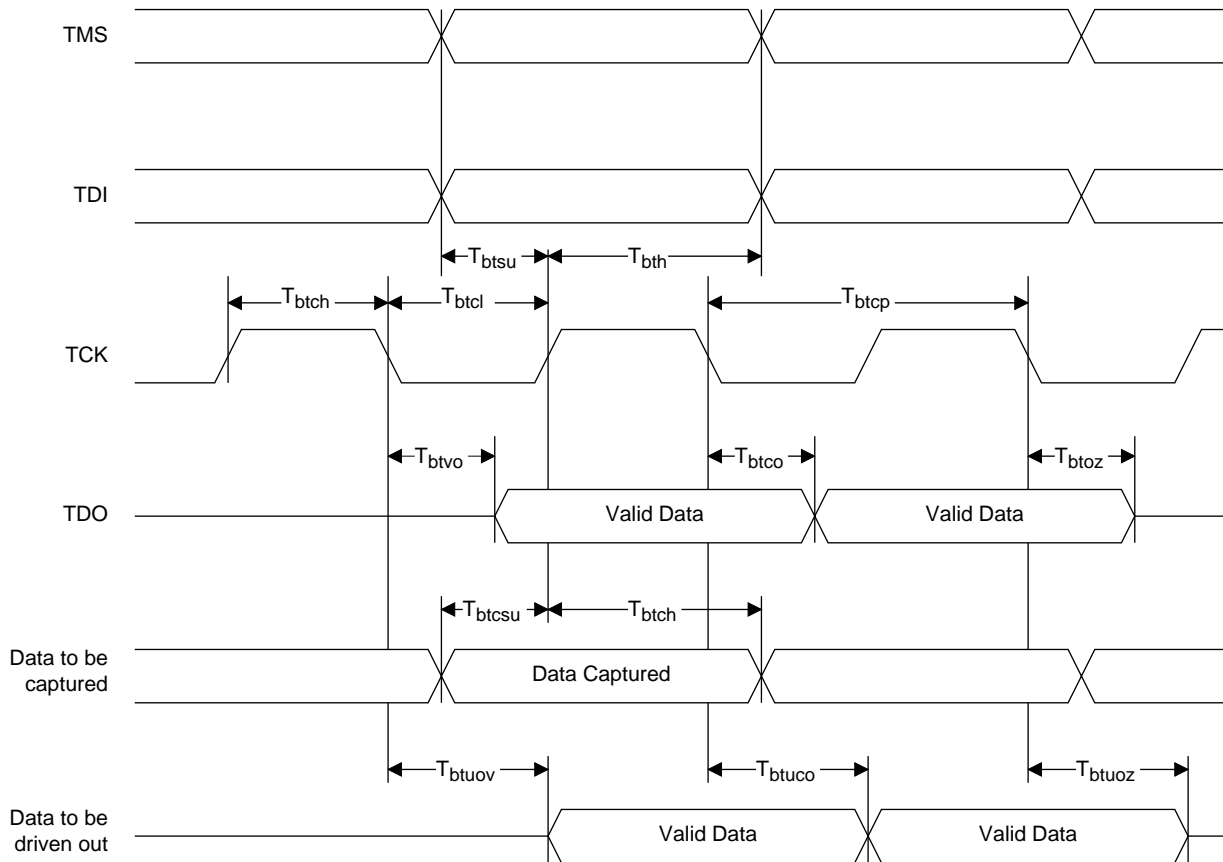 TMS
TDI
Tbtsu
Tbth
Tbtch
Tbtcl
Tbtcp
TCK
Tbtvo
Tbtco
Tbtoz
TDO
Valid Data
Valid Data
Tbtcsu
Tbtch
Data to be
captured
Data Captured
Tbtuov
Tbtuco
Tbtuoz
Data to be
driven out
Valid Data
Valid Data